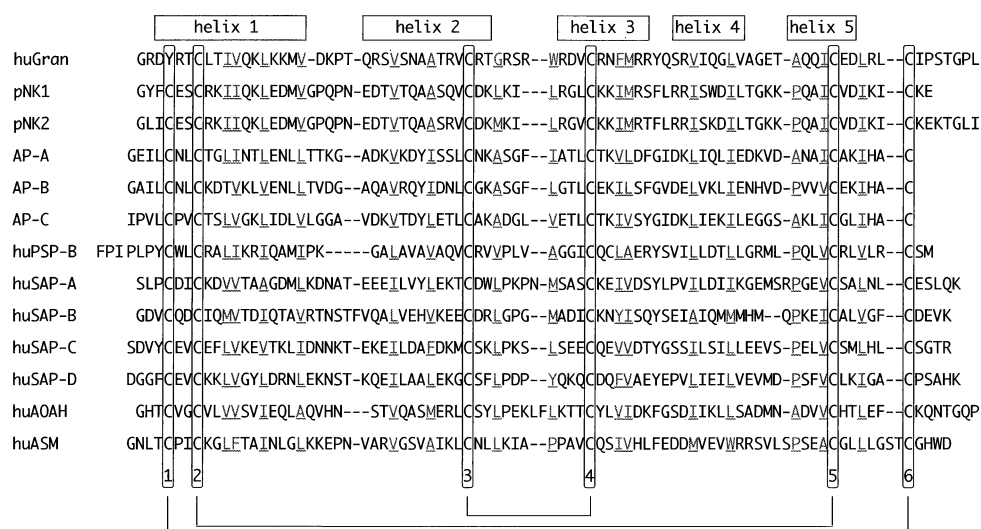 helix 1 helix 2 helix 3 helix 4 helix 5
huGran GRDYRTCLTIVQKLKKMV-DKPT-QRSVSNAATRVCRTGRSR--WRDVCRNFMRRYQSRVIQGLVAGET-AQQICEDLRL--CIPSTGPL
pNK1 GYFCESCRKIIQKLEDMVGPQPN-EDTVTQAASQVCDKLKI---LRGLCKKIMRSFLRRISWDILTGKK-PQAICVDIKI--CKE
pNK2 GLICESCRKIIQKLEDMVGPQPN-EDTVTQAASRVCDKMKI---LRGVCKKIMRTFLRRISKDILTGKK-PQAICVDIKI--CKEKTGLI
AP-A GEILCNLCTGLINTLENLLTTKG--ADKVKDYISSLCNKASGF--IATLCTKVLDFGIDKLIQLIEDKVD-ANAICAKIHA--C
AP-B GAILCNLCKDTVKLVENLLTVDG--AQAVRQYIDNLCGKASGF--LGTLCEKILSFGVDELVKLIENHVD-PVVVCEKIHA--C
AP-C IPVLCPVCTSLVGKLIDLVLGGA--VDKVTDYLETLCAKADGL--VETLCTKIVSYGIDKLIEKILEGGS-AKLICGLIHA--C
huPSP-B FPIPLPYCWLCRALIKRIQAMIPK-----GALAVAVAQVCRVVPLV--AGGICQCLAERYSVILLDTLLGRML-PQLVCRLVLR--CSM
huSAP-A SLPCDICKDVVTAAGDMLKDNAT-EEEILVYLEKTCDWLPKPN-MSASCKEIVDSYLPVILDIIKGEMSRPGEVCSALNL--CESLQK
huSAP-B GDVCQDCIQMVTDIQTAVRTNSTFVQALVEHVKEECDRLGPG--MADICKNYISQYSEIAIQMMMHM--QPKEICALVGF--CDEVK
huSAP-C SDVYCEVCEFLVKEVTKLIDNNKT-EKEILDAFDKMCSKLPKS--LSEECQEVVDTYGSSILSILLEEVS-PELVCSMLHL--CSGTR
huSAP-D DGGFCEVCKKLVGYLDRNLEKNST-KQEILAALEKGCSFLPDP--YQKQCDQFVAEYEPVLIEILVEVMD-PSFVCLKIGA--CPSAHK
huAOAH GHTCVGCVLVVSVIEQLAQVHN---STVQASMERLCSYLPEKLFLKTTCYLVIDKFGSDIIKLLSADMN-ADVVCHTLEF--CKQNTGQP
huASM GNLTCPICKGLFTAINLGLKKEPN-VARVGSVAIKLCNLLKIA--PPAVCQSIVHLFEDDMVEVWRRSVLSPSEACGLLLGSTCGHWD
1 2 3 4 5 6